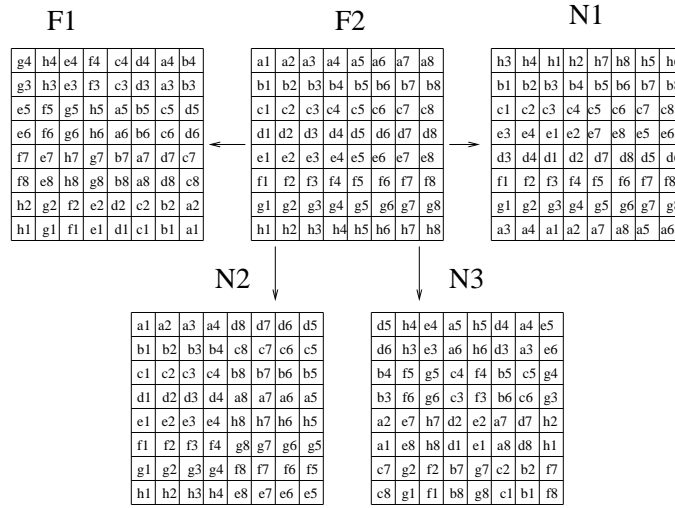 F1
g4 h4 e4 f4 c4 d4 a4 b4
g3 h3 e3 f3 c3 d3 a3 b3
e5 f5 g5 h5 a5 b5 c5 d5
e6 f6 g6 h6 a6 b6 c6 d6
f7 e7 h7 g7 b7 a7 d7 c7
f8 e8 h8 g8 b8 a8 d8 c8
h2 g2 f2 e2 d2 c2 b2 a2
h1 g1 f1 e1 d1 c1 b1 a1
F2
a1 a2 a3 a4 a5 a6 a7 a8
b1 b2 b3 b4 b5 b6 b7 b8
c1 c2 c3 c4 c5 c6 c7 c8
d1 d2 d3 d4 d5 d6 d7 d8
e1 e2 e3 e4 e5 e6 e7 e8
f1 f2 f3 f4 f5 f6 f7 f8
g1 g2 g3 g4 g5 g6 g7 g8
h1 h2 h3 h4 h5 h6 h7 h8
N1
h3 h4 h1 h2 h7 h8 h5 h6
b1 b2 b3 b4 b5 b6 b7 b8
c1 c2 c3 c4 c5 c6 c7 c8
e3 e4 e1 e2 e7 e8 e5 e6
d3 d4 d1 d2 d7 d8 d5 d6
f1 f2 f3 f4 f5 f6 f7 f8
g1 g2 g3 g4 g5 g6 g7 g8
a3 a4 a1 a2 a7 a8 a5 a6
N2
a1 a2 a3 a4 d8 d7 d6 d5
b1 b2 b3 b4 c8 c7 c6 c5
c1 c2 c3 c4 b8 b7 b6 b5
d1 d2 d3 d4 a8 a7 a6 a5
e1 e2 e3 e4 h8 h7 h6 h5
f1 f2 f3 f4 g8 g7 g6 g5
g1 g2 g3 g4 f8 f7 f6 f5
h1 h2 h3 h4 e8 e7 e6 e5
N3
d5 h4 e4 a5 h5 d4 a4 e5
d6 h3 e3 a6 h6 d3 a3 e6
b4 f5 g5 c4 f4 b5 c5 g4
b3 f6 g6 c3 f3 b6 c6 g3
a2 e7 h7 d2 e2 a7 d7 h2
a1 e8 h8 d1 e1 a8 d8 h1
c7 g2 f2 b7 g7 c2 b2 f7
c8 g1 f1 b8 g8 c1 b1 f8